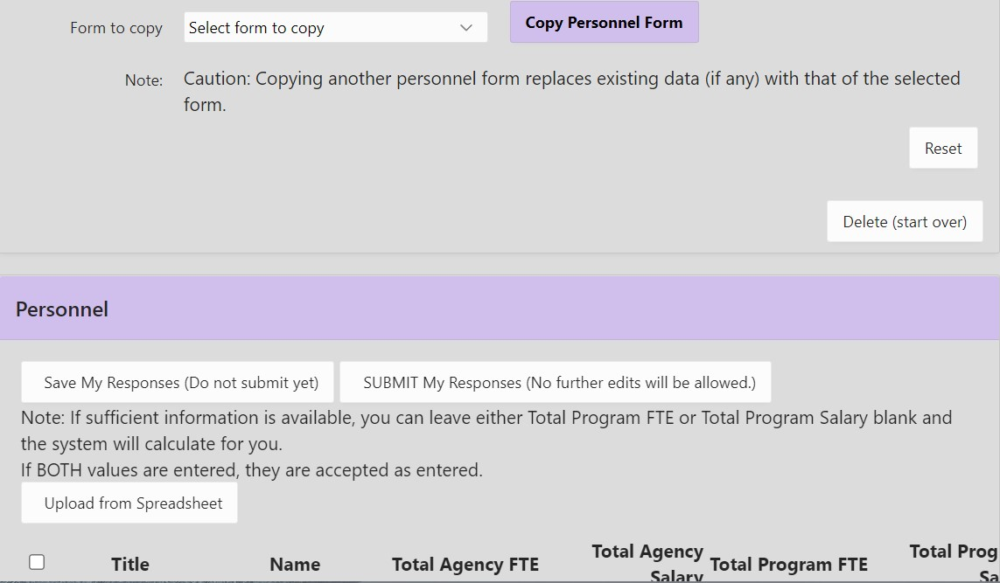 Form to copy Select form to copy Copy Personnel Form
Note: Caution: Copying another personnel form replaces existing data (if any) with that of the selected
form.
Reset
Delete (start over)
Personnel
Save My Responses (Do not submit yet) SUBMIT My Responses (No further edits will be allowed.)
Note: If sufficient information is available, you can leave either Total Program FTE or Total Program Salary blank and
the system will calculate for you.
If BOTH values are entered, they are accepted as entered.
Upload from Spreadsheet
Title Name Total Agency FTE Total Agency Salary Total Program FTE Total Prog Sa